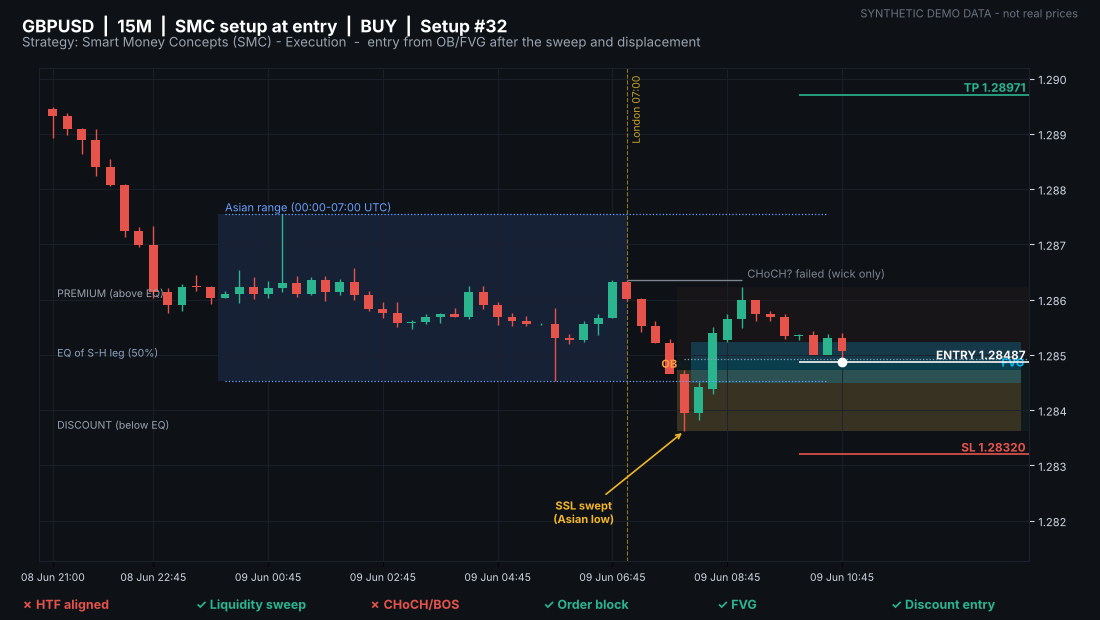 GBPUSD | 15M | SMC setup at entry | BUY | Setup #32
SYNTHETIC DEMO DATA - not real prices
Strategy: Smart Money Concepts (SMC) - Execution - entry from OB/FVG after the sweep and displacement
London 07:00
TP 1.28971
1.290
1.289
1.288
Asian range (00:00-07:00 UTC)
1.287
CHoCH? failed (wick only)
PREMIUM (above EQ)
1.286
EQ of S-H leg (50%)
ENTRY 1.28487
1.285
OB
FVG
1.284
DISCOUNT (below EQ)
SL 1.28320
1.283
SSL swept
(Asian low)
1.282
08 Jun 21:00
08 Jun 22:45
09 Jun 00:45
09 Jun 02:45
09 Jun 04:45
09 Jun 06:45
09 Jun 08:45
09 Jun 10:45
× HTF aligned
✓ Liquidity sweep
× CHoCH/BOS
✓ Order block
✓ FVG
✓ Discount entry